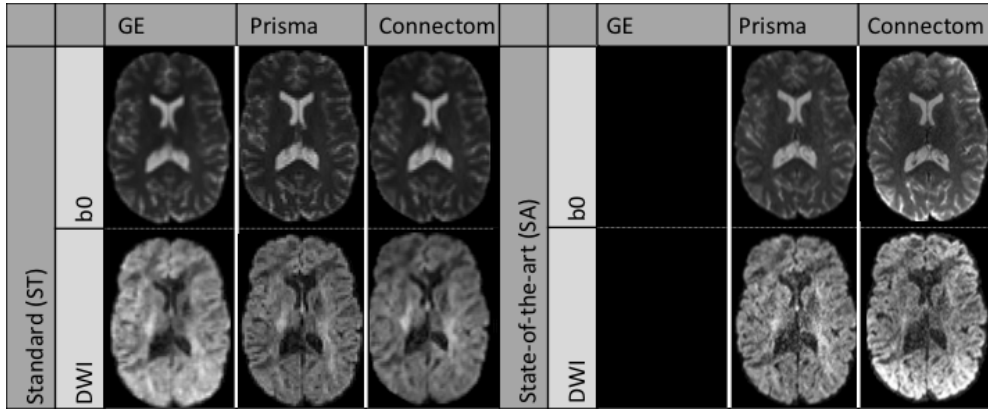 GE Prisma Connectom GE Prisma Connectom
Standard (ST)
b0
DWI
State-of-the-art (SA)
b0
DWI